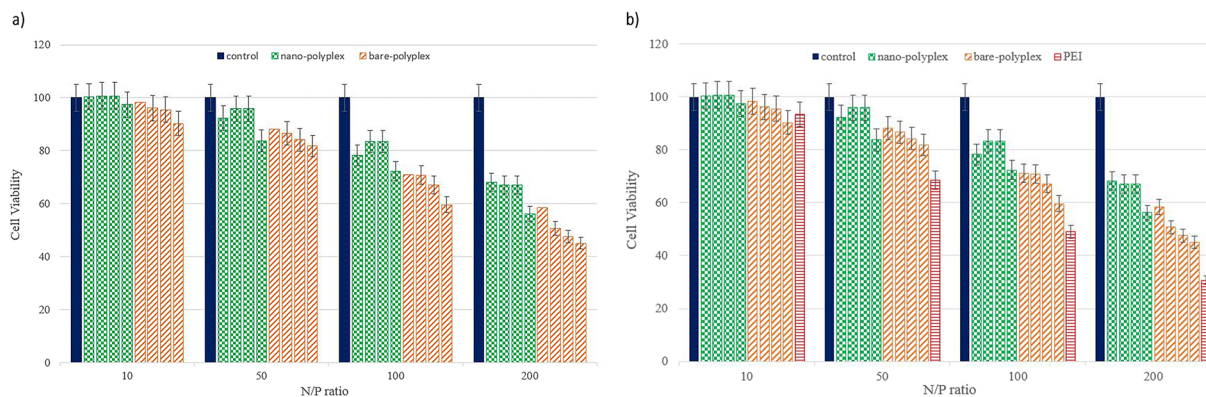 a)
120
control nano-polyplex bare-polyplex
100
80
60
40
20
0
Cell Viability
10 50 100 200
N/P ratio
b)
120
control nano-polyplex bare-polyplex PEI
100
80
60
40
20
0
Cell Viability
10 50 100 200
N/P ratio